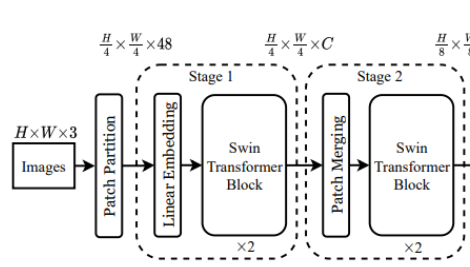 H/4 × W/4 × 48
H/4 × W/4 × C
H/8 ×
Stage 1
Stage 2
H×W×3
Images
Patch Partition
Linear Embedding
Swin
Transformer
Block
×2
Patch Merging
Swin
Transformer
Block
×2